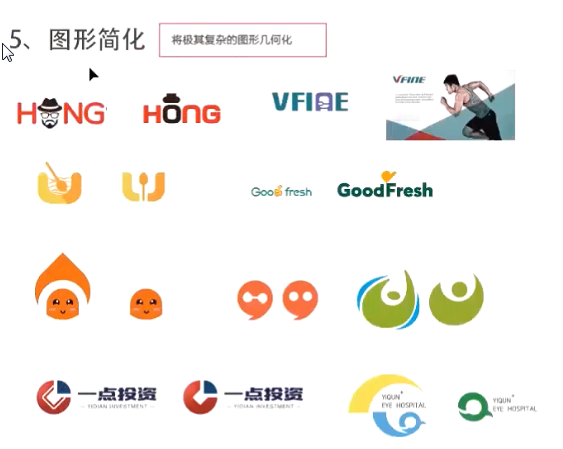 5、图形简化
将极其复杂的图形几何化
HONG
HONG
VFINE
VFINE
Good fresh
GoodFresh
一点投资
YIDIAN INVESTMENT
一点投资
YIDIAN INVESTMENT
YIQUN
EYE HOSPITAL
YIQUN
EYE HOSPITAL